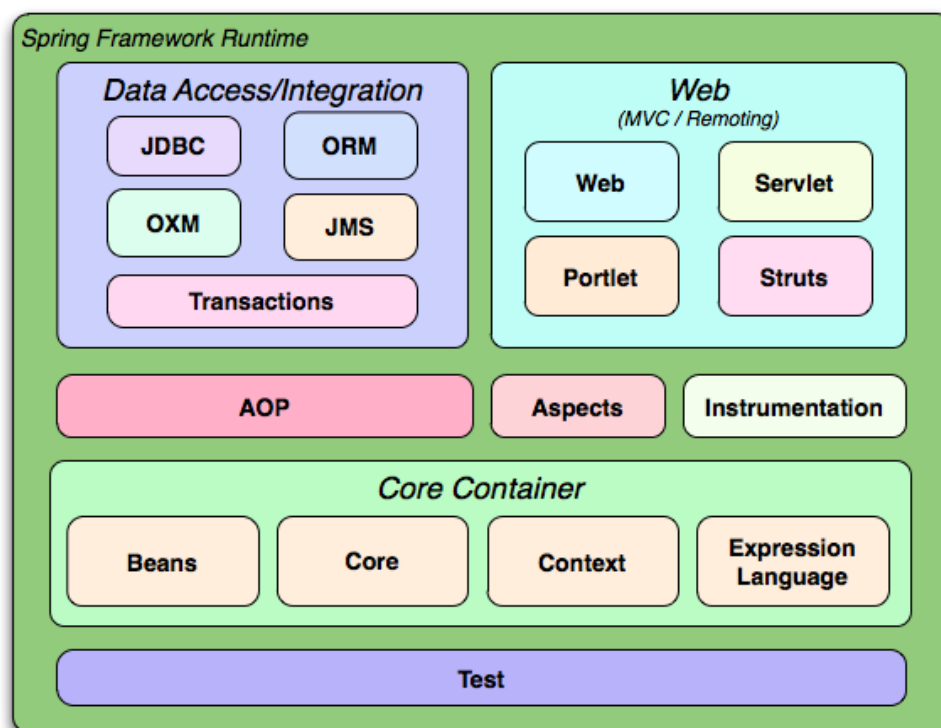 Spring Framework Runtime
Data Access/Integration
JDBC
ORM
OXM
JMS
Transactions
Web
(MVC / Remoting)
Web
Servlet
Portlet
Struts
AOP
Aspects
Instrumentation
Core Container
Beans
Core
Context
Expression
Language
Test